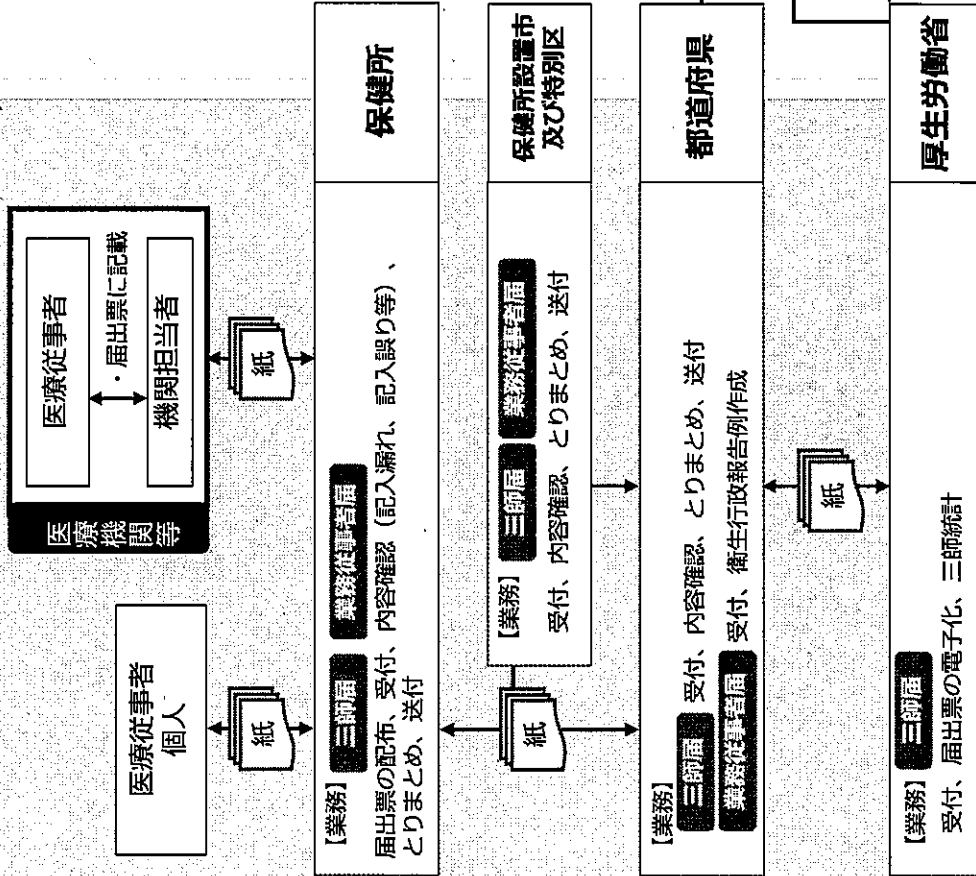 医療従事者
個人
医療機関等
医療従事者
・届出票に記載
機関担当者
紙
紙
保健所
【業務】
三師届
業務従事者届
届出票の配布、受付、内容確認（記入漏れ、記入誤り等）、
とりまとめ、送付
紙
保健所設置市
及び特別区
【業務】
三師届
業務従事者届
受付、内容確認、とりまとめ、送付
都道府県
【業務】
三師届 受付、内容確認、とりまとめ、送付
業務従事者届 受付、衛生行政報告例作成
紙
厚生労働省
【業務】
三師届
受付、届出票の電子化、三師統計